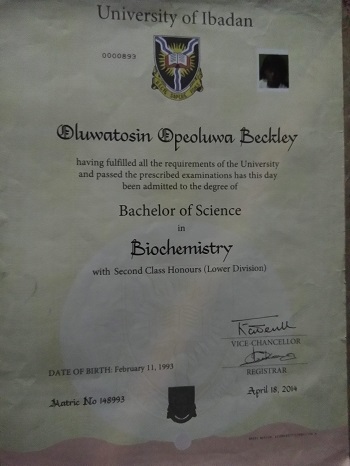 University of Ibadan
0000893
Oluwatosin Opeoluwa Beckley
having fulfilled all the requirements of the University
and passed the prescribed examinations has this day
been admitted to the degree of
Bachelor of Science
in
Biochemistry
with Second Class Honours (Lower Division)
VICE CHANCELLOR
REGISTRAR
DATE OF BIRTH: February 11, 1993
Matric No 148993
April 18, 2014